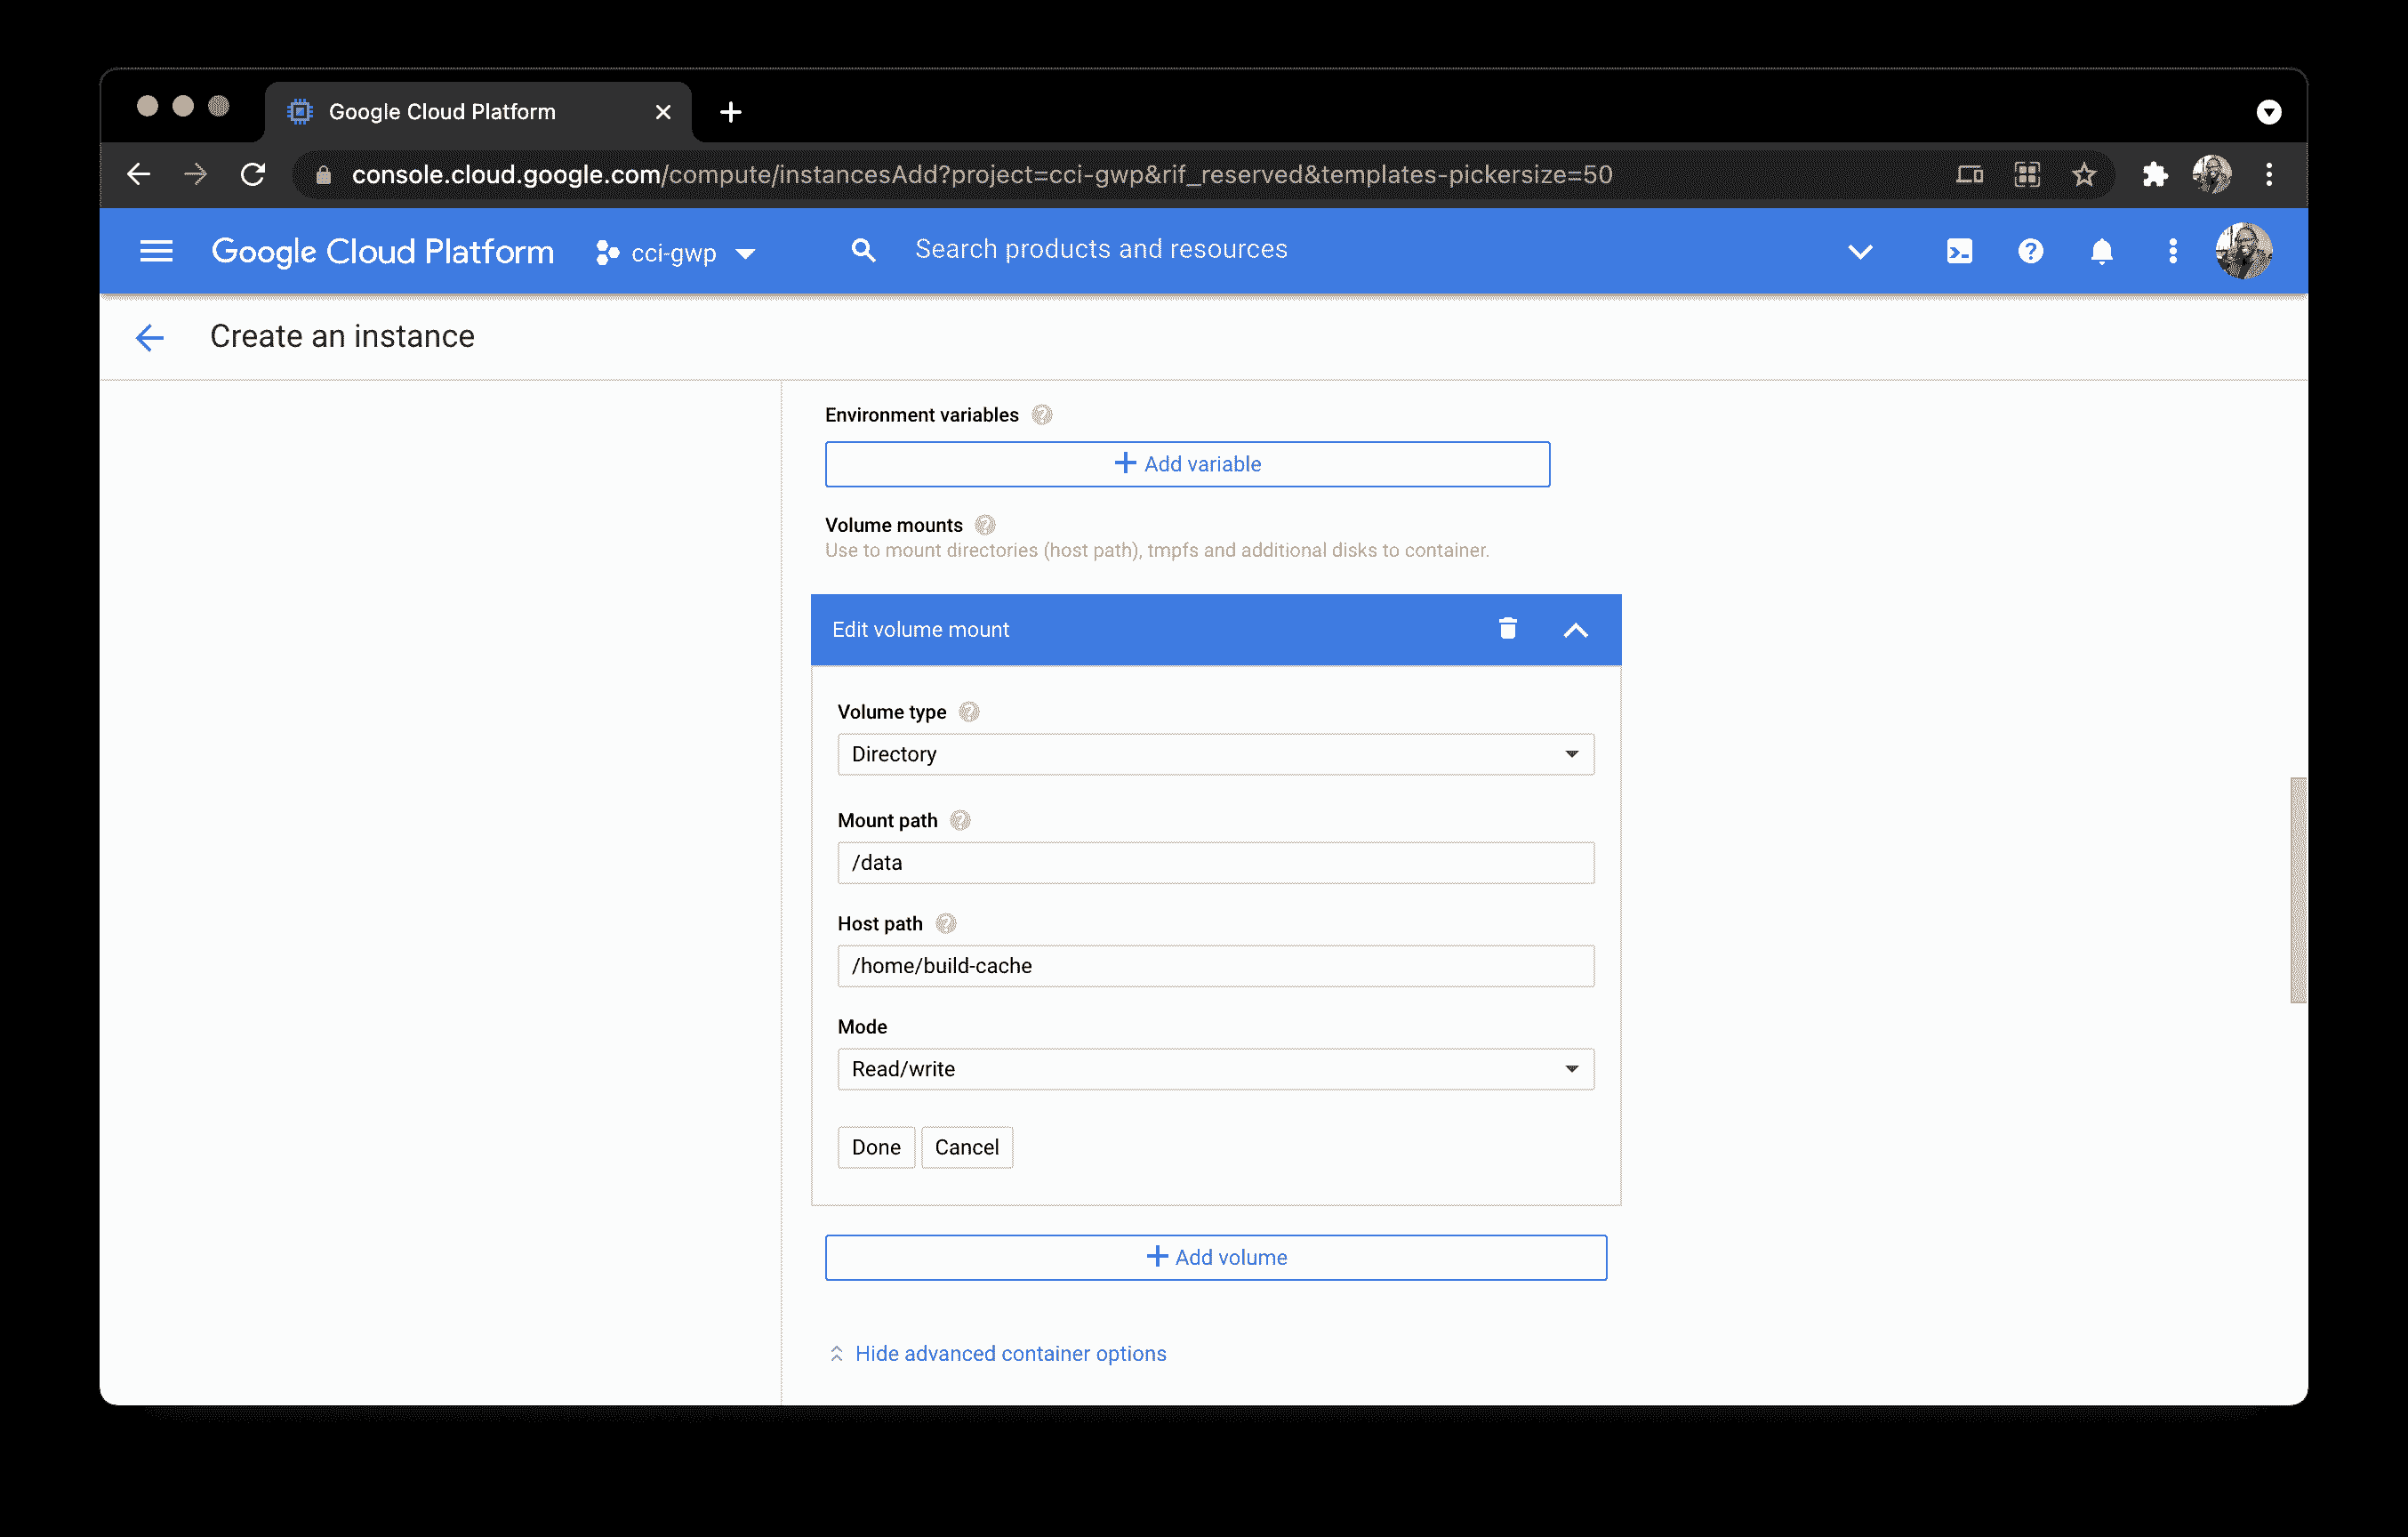 Google Cloud Platform
console.cloud.google.com/compute/instancesAdd?project=cci-gwp&rif_reserved&templates-pickersize=50
Google Cloud Platform cci-gwp Search products and resources
Create an instance
Environment variables
Add variable
Volume mounts
Use to mount directories (host path), tmpfs and additional disks to container.
Edit volume mount
Volume type
Directory
Mount path
/data
Host path
/home/build-cache
Mode
Read/write
Done Cancel
Add volume
Hide advanced container options